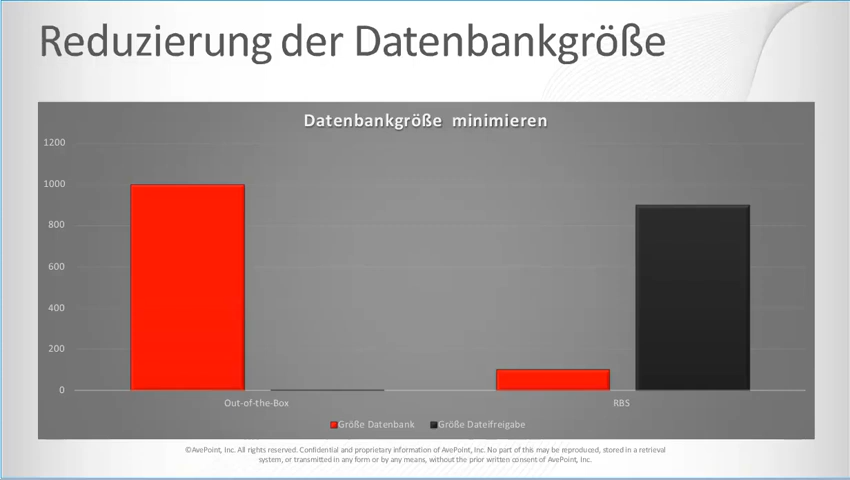 Reduzierung der Datenbankgröße
Datenbankgröße minimieren
1200
1000
800
600
400
200
0
Out-of-the-Box
RBS
Größe Datenbank
Größe Dateifreigabe
©AvePoint, Inc. All rights reserved. Confidential and proprietary information of AvePoint, Inc. No part of this may be reproduced, stored in a retrieval
system, or transmitted in any form or by any means, without the prior written consent of AvePoint, Inc.